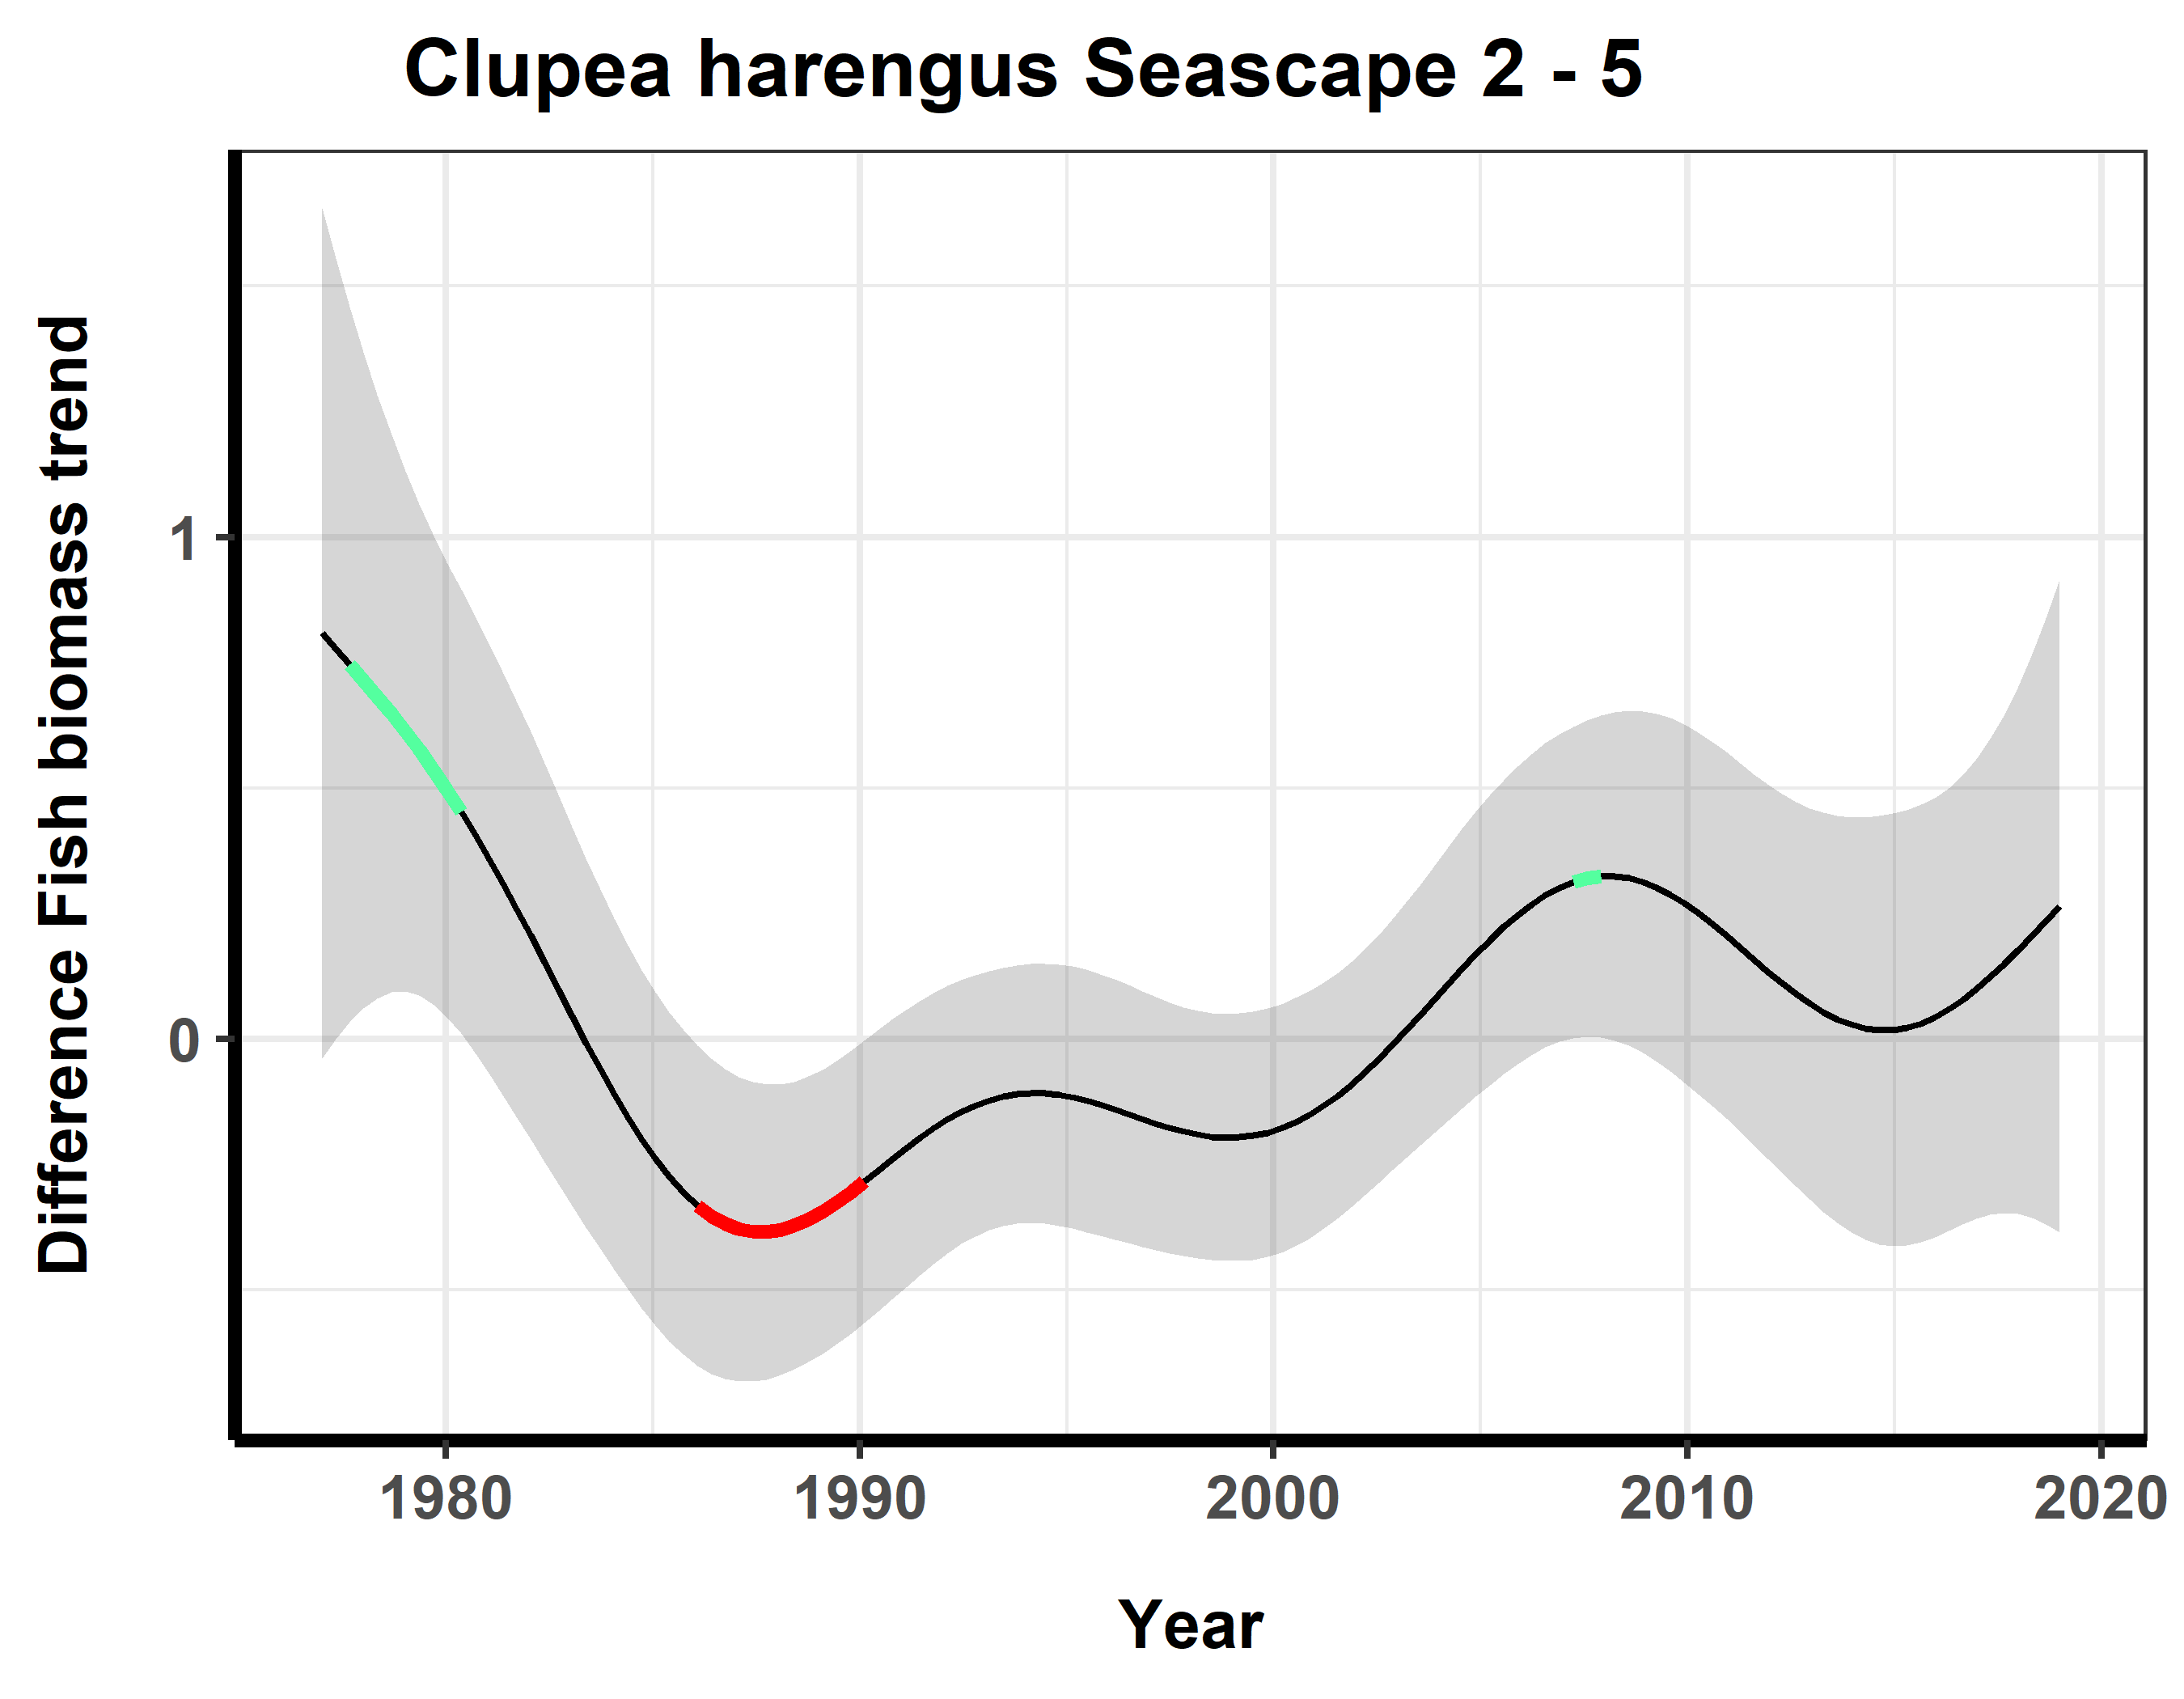 Clupea harengus Seascape 2 - 5
Difference Fish biomass trend
1
0
1980 1990 2000 2010 2020
Year